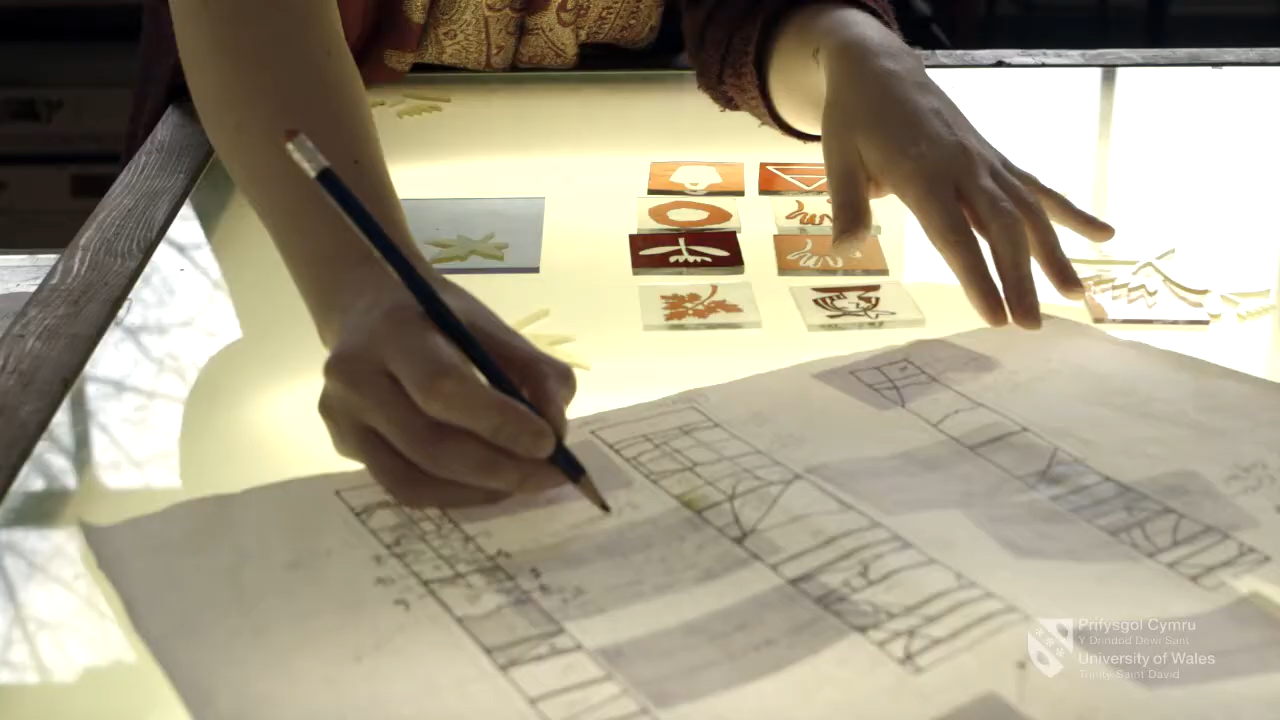 Prifysgol Cymru
Y Drindod Dewi Sant
University of Wales
Trinity Saint David